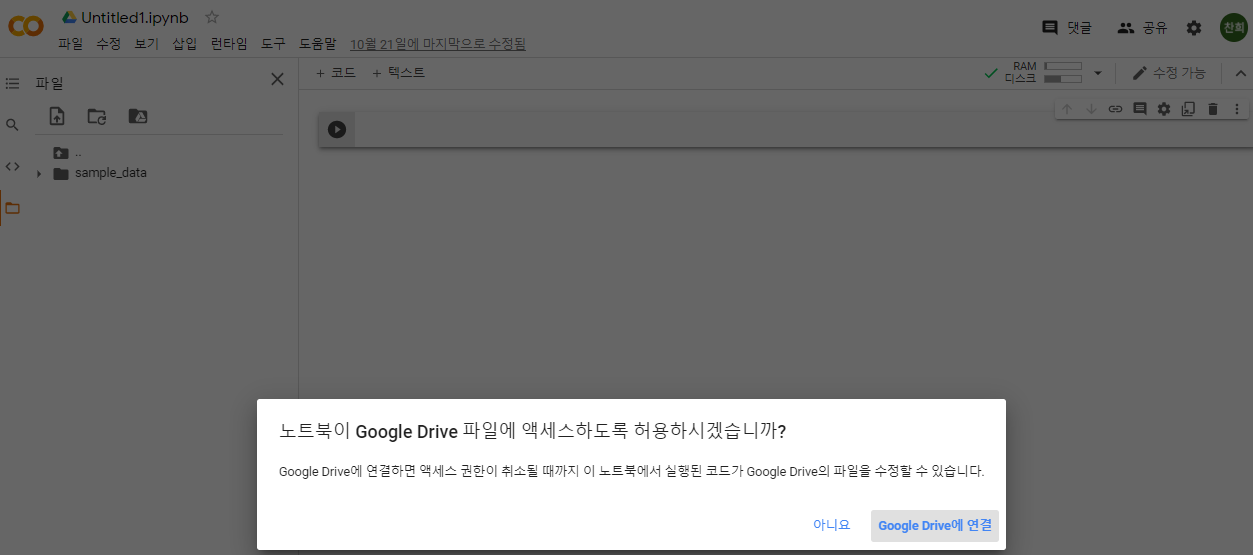 Untitled1.ipynb
댓글
공유
찬희
파일 수정 보기 삽입 런타임 도구 도움말 10월 21일에 마지막으로 수정됨
파일
+ 코드 + 텍스트
RAM
디스크
수정 가능
..
sample_data
노트북이 Google Drive 파일에 액세스하도록 허용하시겠습니까?
Google Drive에 연결하면 액세스 권한이 취소될 때까지 이 노트북에서 실행된 코드가 Google Drive의 파일을 수정할 수 있습니다.
아니요 Google Drive에 연결